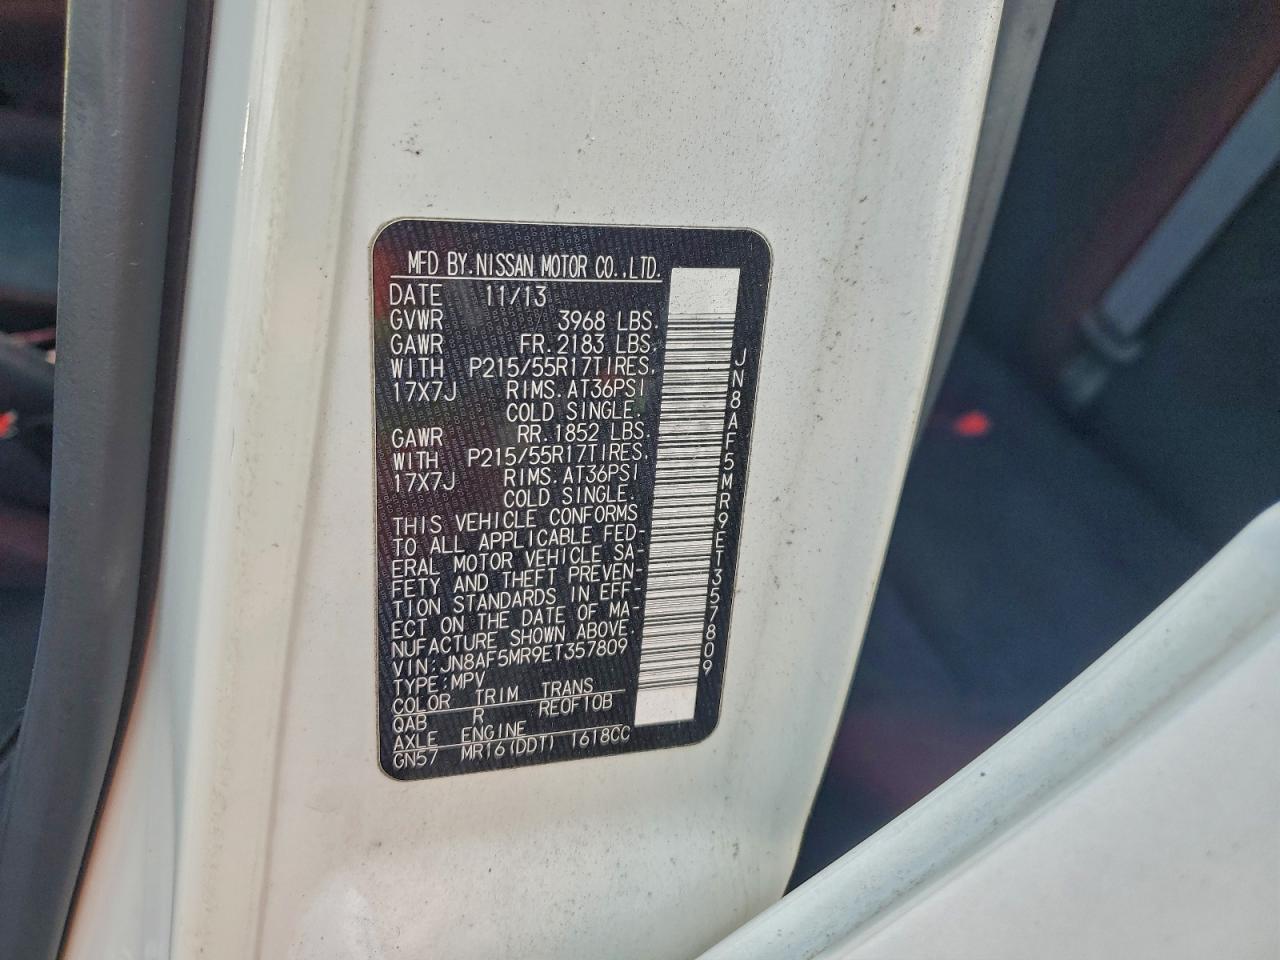 MFD BY. NISSAN MOTOR CO., LTD.
DATE 11/13
GVWR 3968 LBS.
GAWR FR. 2183 LBS.
WITH P215/55R17TIRES.
17X7J RIMS. AT36PSI
COLD SINGLE.
GAWR RR. 1852 LBS.
WITH P215/55R17TIRES.
17X7J RIMS. AT36PSI
COLD SINGLE.
THIS VEHICLE CONFORMS
TO ALL APPLICABLE FED-
ERAL MOTOR VEHICLE SA-
FETY AND THEFT PREVEN-
TION STANDARDS IN EFF-
ECT ON THE DATE OF MA-
NUFACTURE SHOWN ABOVE.
VIN: JN8AF5MR9ET357809
TYPE: MPV
COLOR TRIM TRANS
QAB R RE0F10B
AXLE ENGINE
GN57 MR16(DDT) 1618CC
JN8AF5MR9ET357809